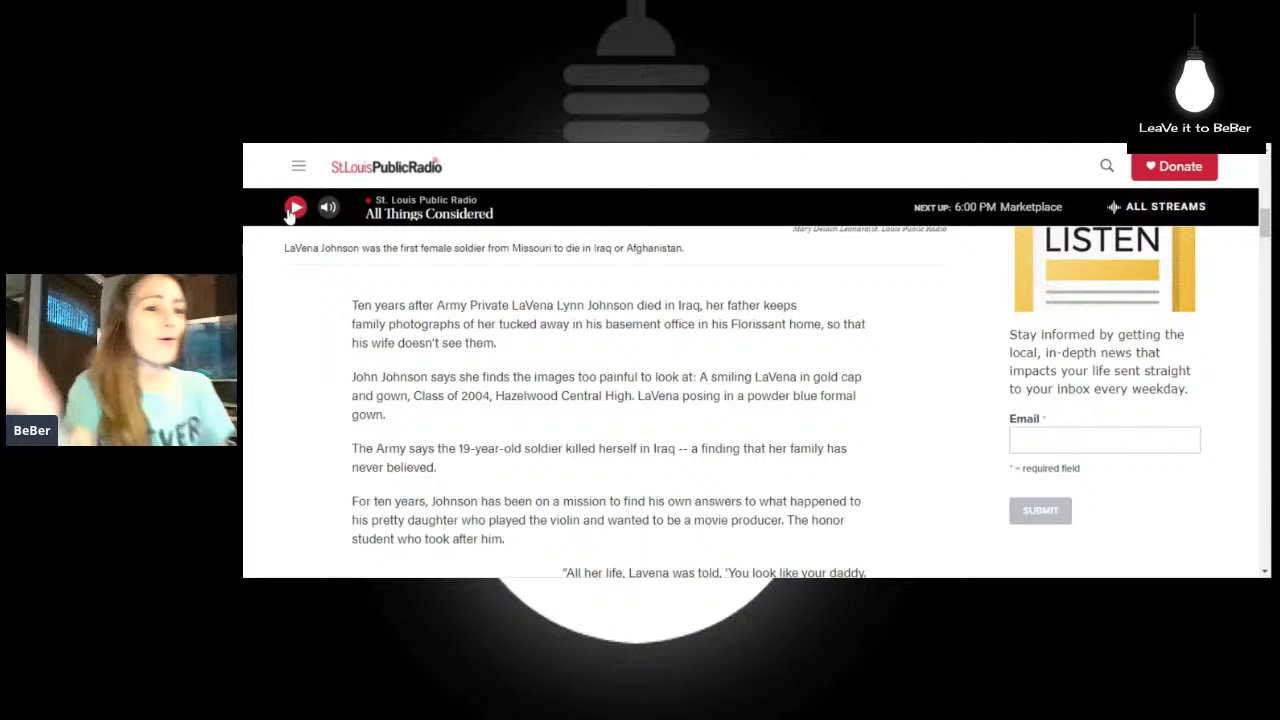 LeaVe it to BeBer
St.LouisPublicRadio
Donate
St. Louis Public Radio
All Things Considered
NEXT UP: 6:00 PM Marketplace
ALL STREAMS
Mary Delach Leonard/St. Louis Public Radio
LaVena Johnson was the first female soldier from Missouri to die in Iraq or Afghanistan.
LISTEN
Ten years after Army Private LaVena Lynn Johnson died in Iraq, her father keeps
family photographs of her tucked away in his basement office in his Florissant home, so that
his wife doesn't see them.
John Johnson says she finds the images too painful to look at: A smiling LaVena in gold cap
and gown, Class of 2004, Hazelwood Central High. LaVena posing in a powder blue formal
gown.
The Army says the 19-year-old soldier killed herself in Iraq -- a finding that her family has
never believed.
For ten years, Johnson has been on a mission to find his own answers to what happened to
his pretty daughter who played the violin and wanted to be a movie producer. The honor
student who took after him.
“All her life, Lavena was told, ‘You look like your daddy.
Stay informed by getting the
local, in-depth news that
impacts your life sent straight
to your inbox every weekday.
Email *
* = required field
SUBMIT
BeBer